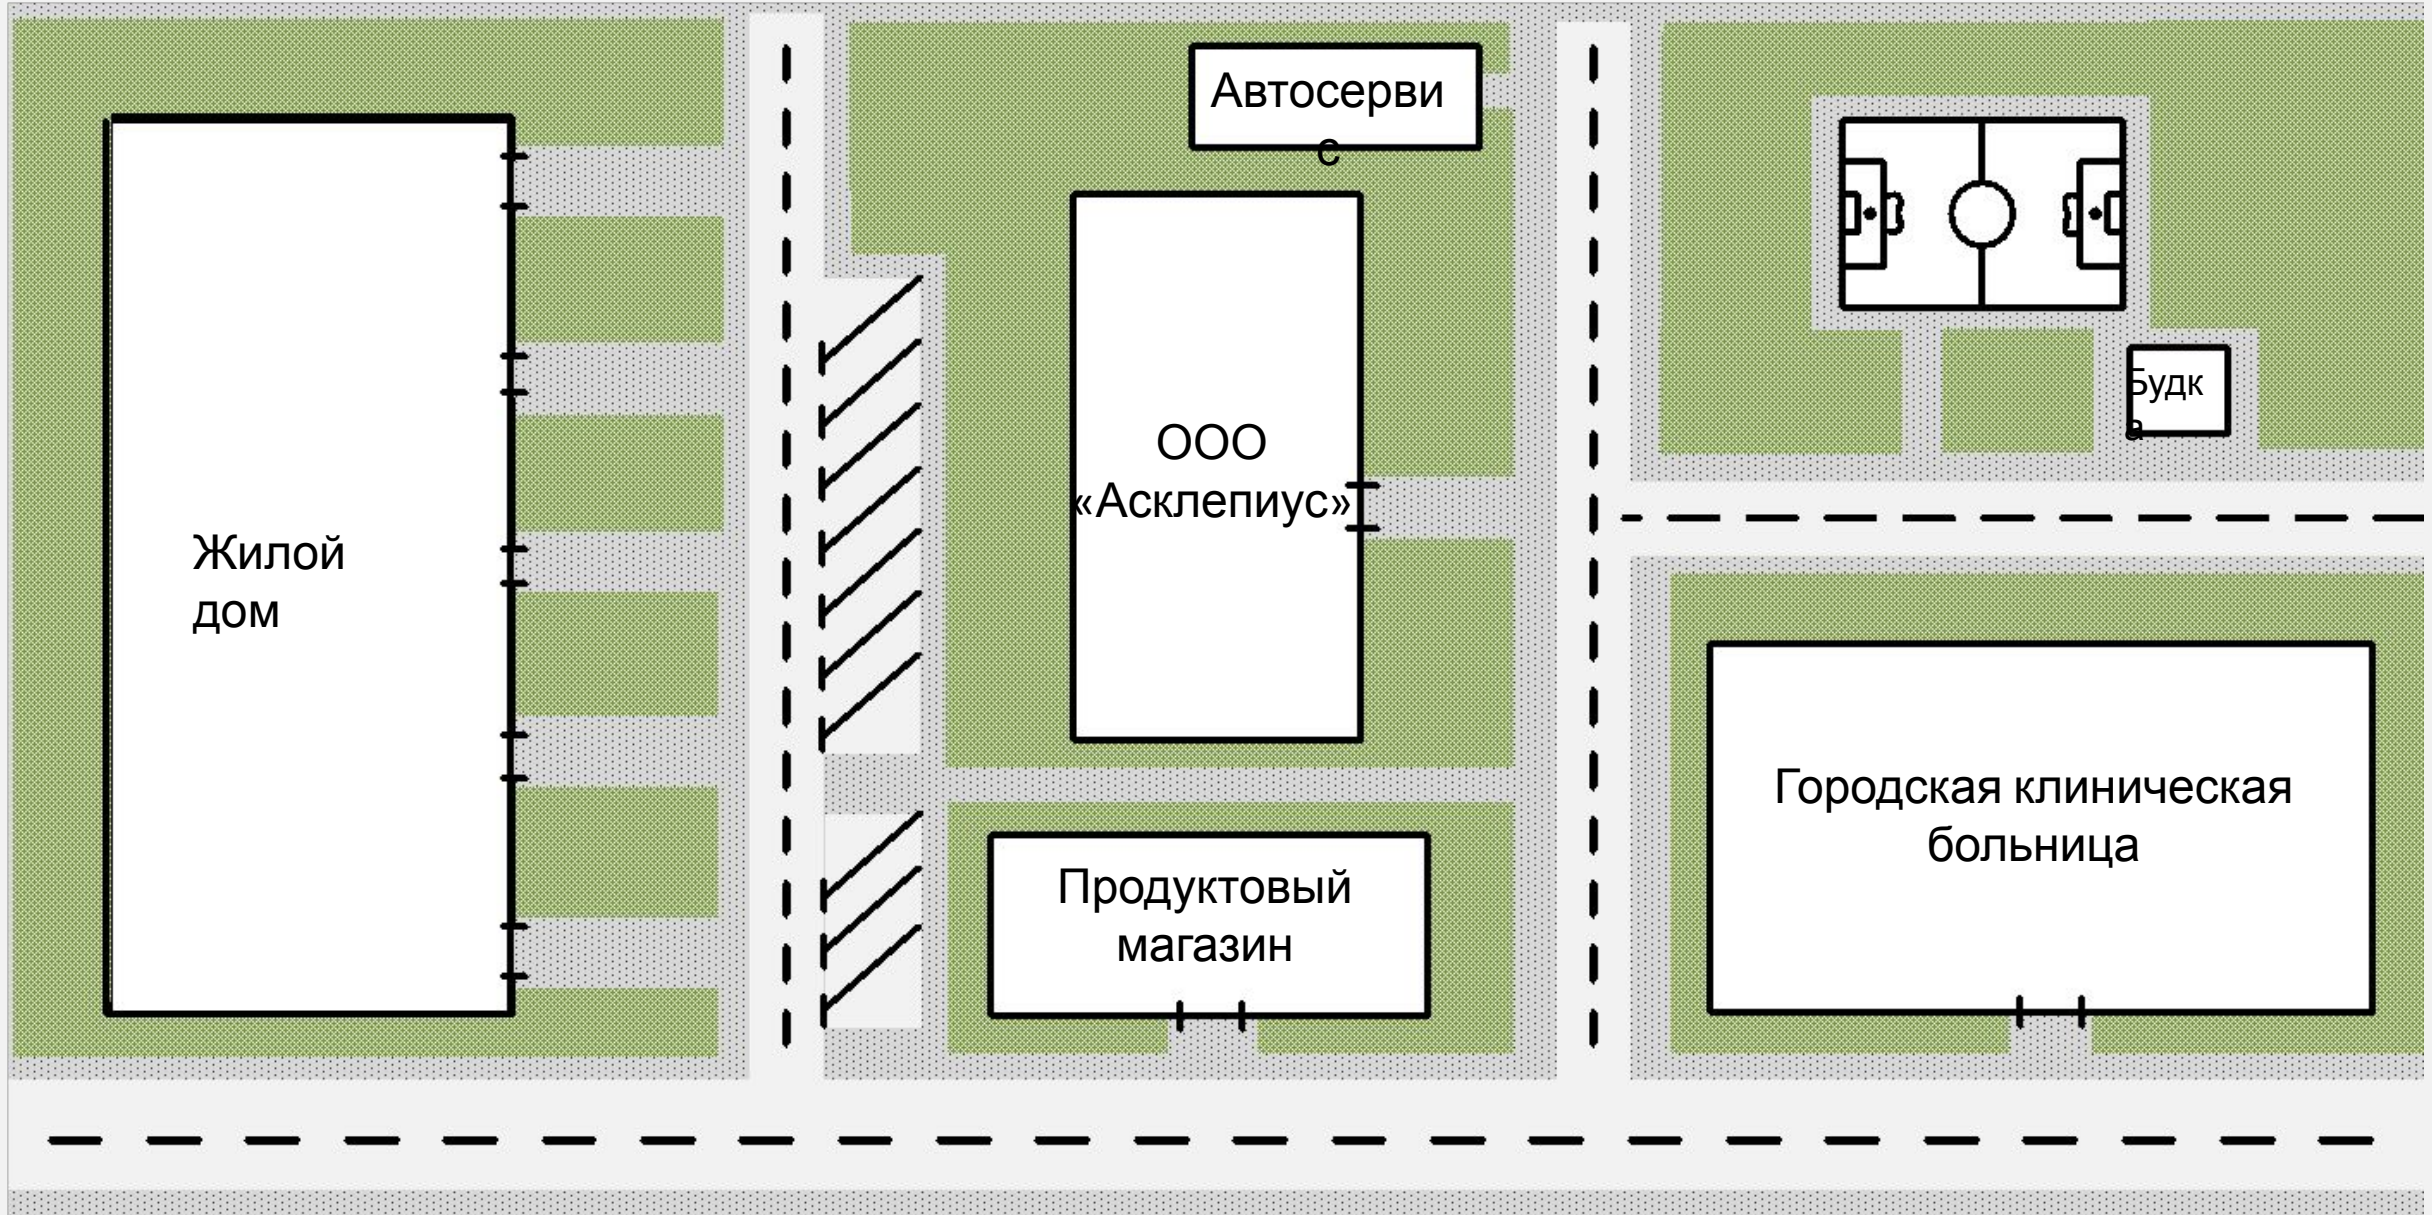 Автосерви
с
Будк
а
ООО
«Асклепиус»
Жилой
дом
Городская клиническая
больница
Продуктовый
магазин